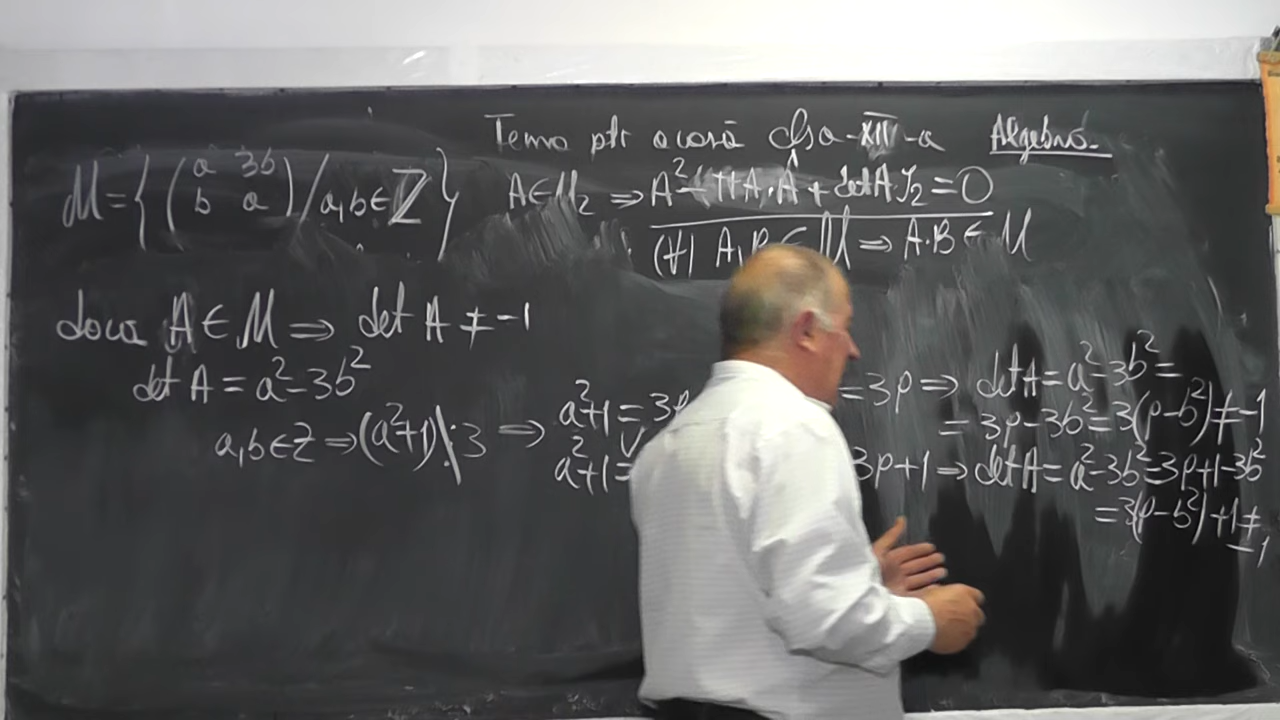 Tema ptr acasă clsa-XII-a Algebră
M={(a 3b / b a) / a,b∈Z}
A∈M₂ ⇒ A²-TrA·A+detA·I₂=0
(∀) A,B∈M ⇒ A·B∈M
daca A∈M ⇒ det A ≠ -1
det A = a²-3b²
a,b∈Z ⇒ (a²+1)⋮3 ⇒
a²+1=3p
a²+1=
=3p ⇒ detA=a²-3b²=
=3p-3b²=3(p-b²)≠-1
3p+1 ⇒ detA=a²-3b²=3p+1-3b²
=3(p-b²)+1≠
-1